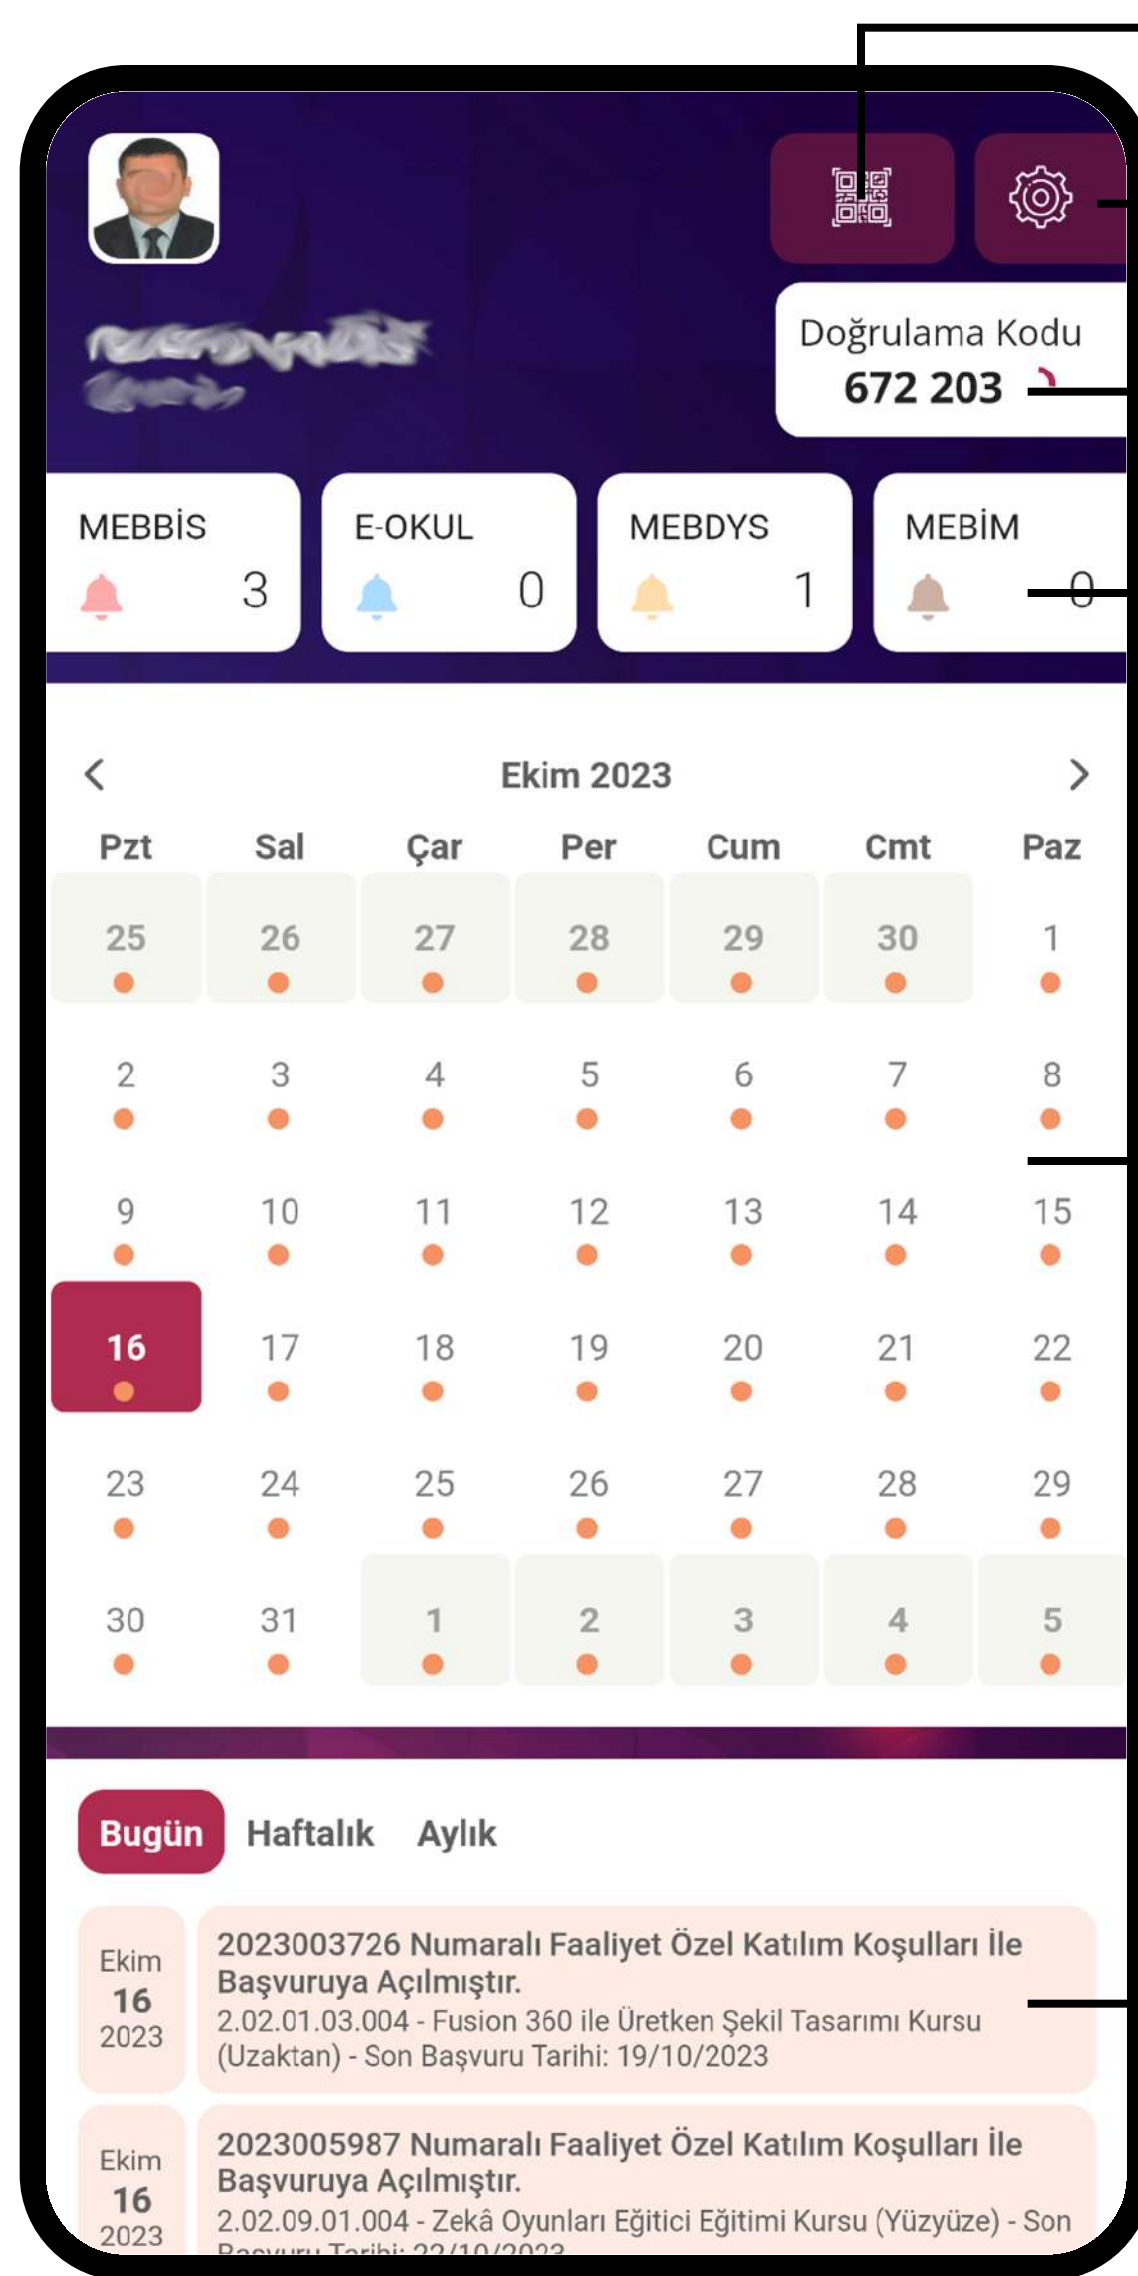 Doğrulama Kodu
672 203
MEBBİS E-OKUL MEBDYS MEBİM
3 0 1 0
Ekim 2023
Pzt Sal Çar Per Cum Cmt Paz
25 26 27 28 29 30 1
2 3 4 5 6 7 8
9 10 11 12 13 14 15
16 17 18 19 20 21 22
23 24 25 26 27 28 29
30 31 1 2 3 4 5
Bugün Haftalık Aylık
Ekim
16
2023
2023003726 Numaralı Faaliyet Özel Katılım Koşulları İle
Başvuruya Açılmıştır.
2.02.01.03.004 - Fusion 360 ile Üretken Şekil Tasarımı Kursu
(Uzaktan) - Son Başvuru Tarihi: 19/10/2023
Ekim
16
2023
2023005987 Numaralı Faaliyet Özel Katılım Koşulları İle
Başvuruya Açılmıştır.
2.02.09.01.004 - Zekâ Oyunları Eğitici Eğitimi Kursu (Yüzyüze) - Son
Başvuru Tarihi: 22/10/2023